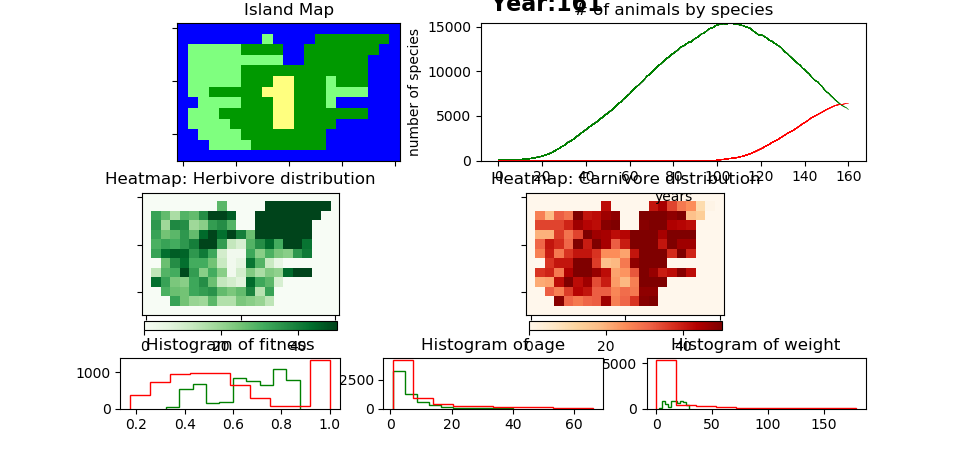 Year:161
Island Map
# of animals by species
number of species
15000
10000
5000
0
0 20 40 60 80 100 120 140 160
years
Heatmap: Herbivore distribution
Heatmap: Carnivore distribution
0 20 40
0 20 40
Histogram of fitness
Histogram of age
Histogram of weight
1000
0
0.2 0.4 0.6 0.8 1.0
2500
0
0 20 40 60
5000
0
0 50 100 150